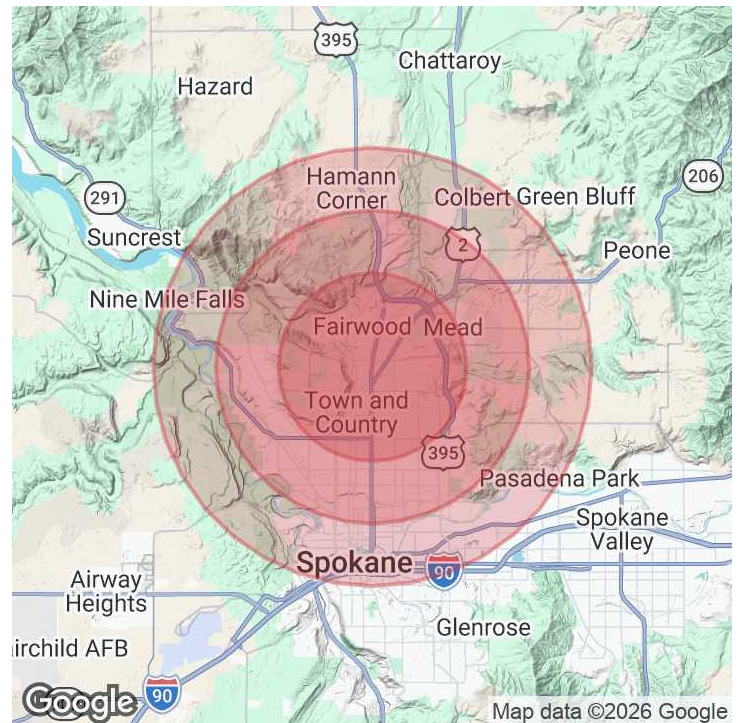 395
Chattaroy
Hazard
206
Hamann
Corner
291
Colbert
Green Bluff
Suncrest
2
Peone
Nine Mile Falls
Fairwood
Mead
Town and
Country
395
Pasadena Park
Spokane
Valley
Spokane
90
Airway
Heights
Glenrose
airchild AFB
90
Google
Map data ©2026 Google